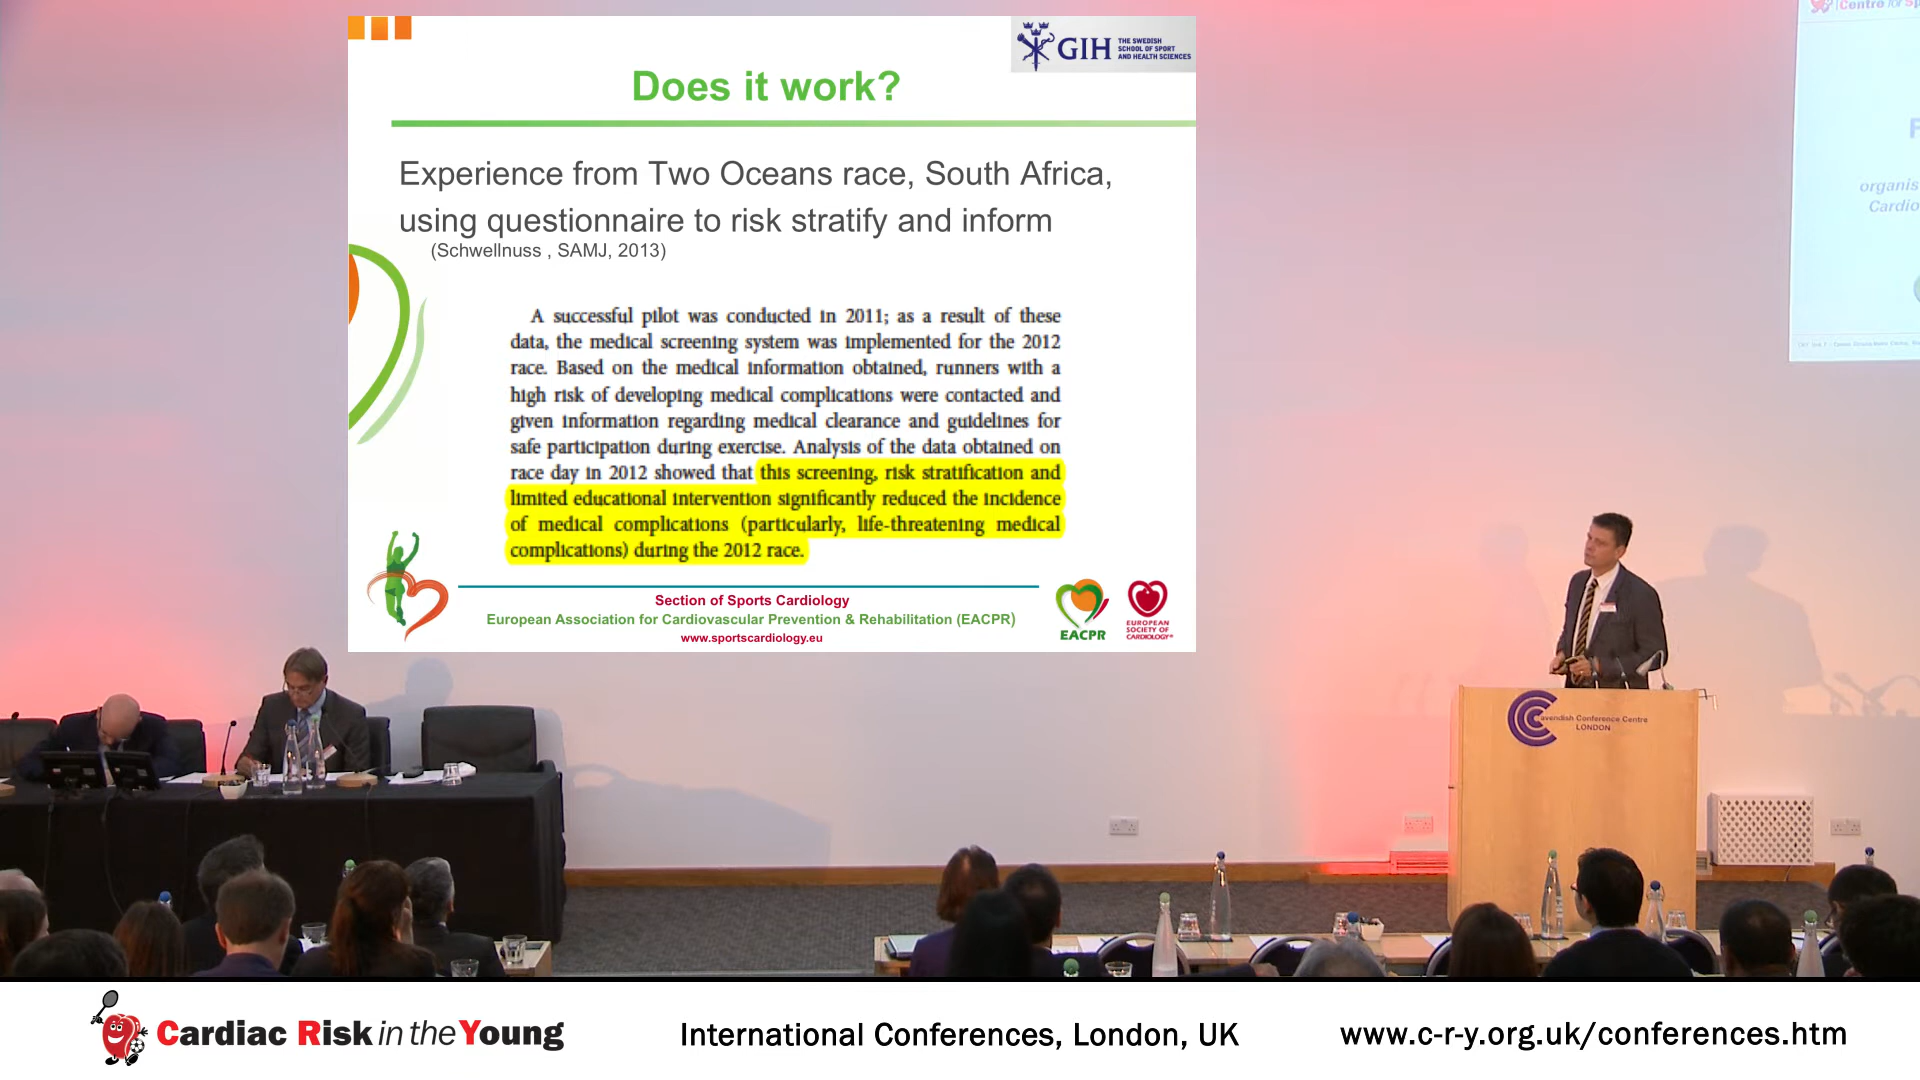 GIH THE SWEDISH
SCHOOL OF SPORT
AND HEALTH SCIENCES
Does it work?
Experience from Two Oceans race, South Africa,
using questionnaire to risk stratify and inform
(Schwellnuss , SAMJ, 2013)
A successful pilot was conducted in 2011; as a result of these
data, the medical screening system was implemented for the 2012
race. Based on the medical information obtained, runners with a
high risk of developing medical complications were contacted and
given information regarding medical clearance and guidelines for
safe participation during exercise. Analysis of the data obtained on
race day in 2012 showed that this screening, risk stratification and
limited educational intervention significantly reduced the incidence
of medical complications (particularly, life-threatening medical
complications) during the 2012 race.
Section of Sports Cardiology
European Association for Cardiovascular Prevention & Rehabilitation (EACPR)
www.sportscardiology.eu
EACPR
EUROPEAN
SOCIETY OF
CARDIOLOGY®
Centre for Sp
F
organis
Cardio
Cavendish Conference Centre
LONDON
Cardiac Risk in the Young
International Conferences, London, UK
www.c-r-y.org.uk/conferences.htm